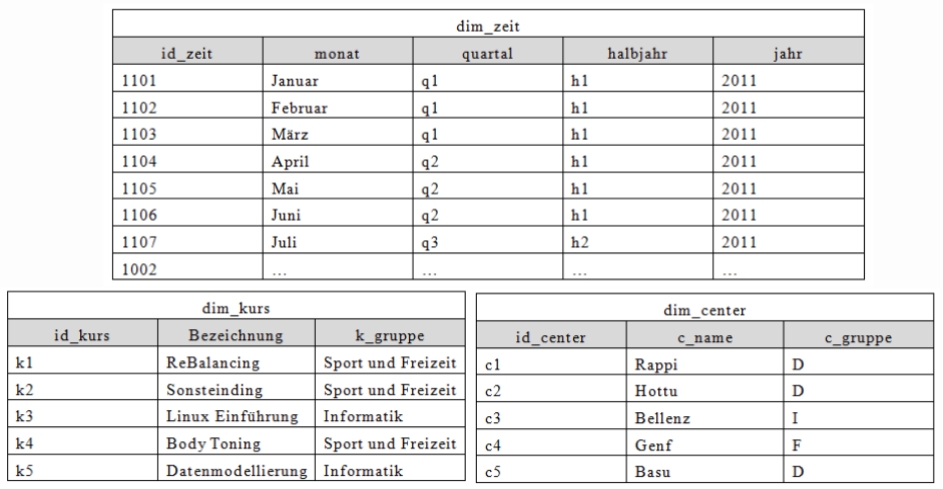 dim_zeit
id_zeit monat quartal halbjahr jahr
1101 Januar q1 h1 2011
1102 Februar q1 h1 2011
1103 März q1 h1 2011
1104 April q2 h1 2011
1105 Mai q2 h1 2011
1106 Juni q2 h1 2011
1107 Juli q3 h2 2011
1002 ... ... ... ...
dim_kurs
id_kurs Bezeichnung k_gruppe
k1 ReBalancing Sport und Freizeit
k2 Sonsteinding Sport und Freizeit
k3 Linux Einführung Informatik
k4 Body Toning Sport und Freizeit
k5 Datenmodellierung Informatik
dim_center
id_center c_name c_gruppe
c1 Rappi D
c2 Hottu D
c3 Bellenz I
c4 Genf F
c5 Basu D